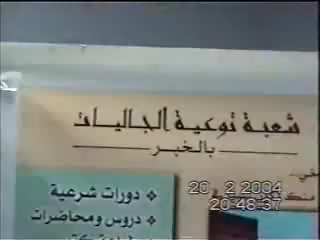 شعبة توعية الجاليات
بالخبر
❖ دورات شرعية
❖ دروس ومحاضرات
20. 2.2004
20:48:37